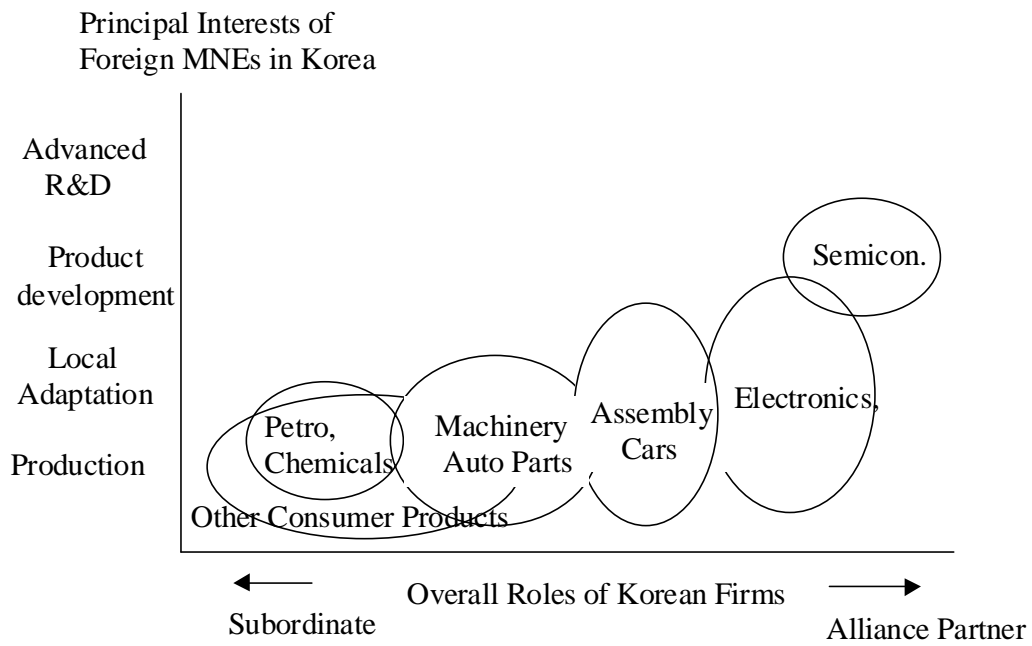 Principal Interests of
Foreign MNEs in Korea
Advanced
R&D
Product
development
Local
Adaptation
Production
Semicon.
Electronics,
Assembly
Cars
Machinery
Auto Parts
Petro,
Chemicals
Other Consumer Products
Overall Roles of Korean Firms
Subordinate
Alliance Partner